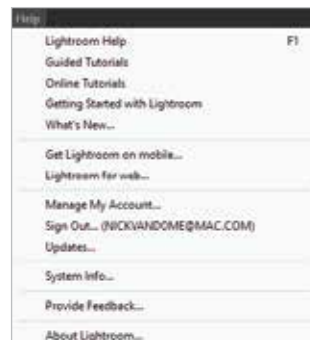 Help
Lightroom Help F1
Guided Tutorials
Online Tutorials
Getting Started with Lightroom
What's New...
Get Lightroom on mobile...
Lightroom for web...
Manage My Account...
Sign Out... (NICKVANDOME@MAC.COM)
Updates...
System Info...
Provide Feedback...
About Lightroom...